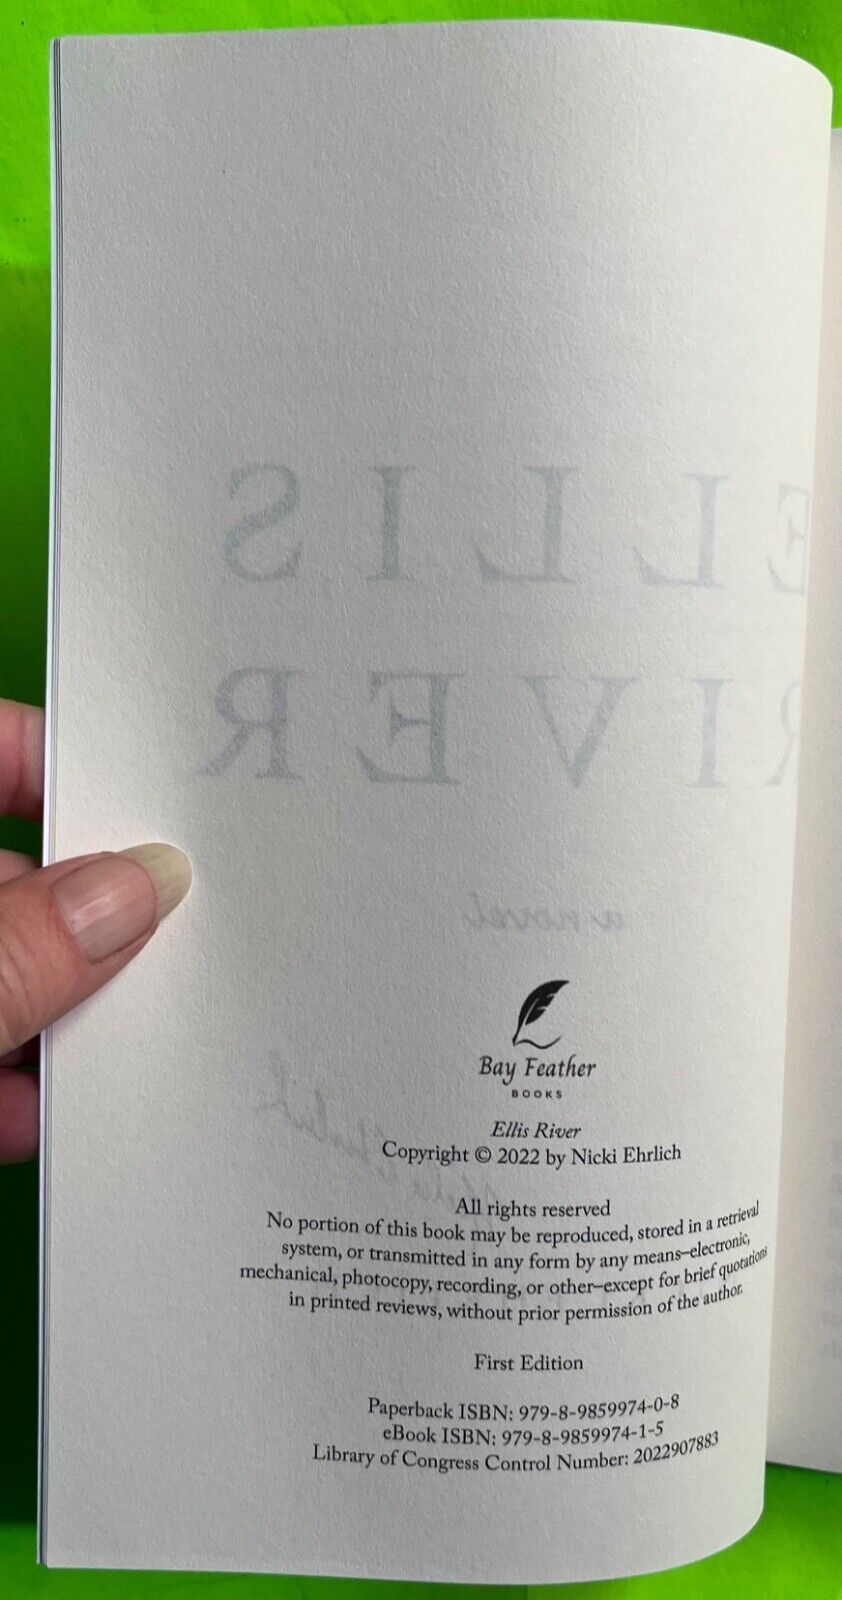 ELLIS
RIVER
a novel
Bay Feather
BOOKS
Ellis River
Copyright © 2022 by Nicki Ehrlich
All rights reserved
No portion of this book may be reproduced, stored in a retrieval
system, or transmitted in any form by any means–electronic,
mechanical, photocopy, recording, or other–except for brief quotations
in printed reviews, without prior permission of the author.
First Edition
Paperback ISBN: 979-8-9859974-0-8
eBook ISBN: 979-8-9859974-1-5
Library of Congress Control Number: 2022907883